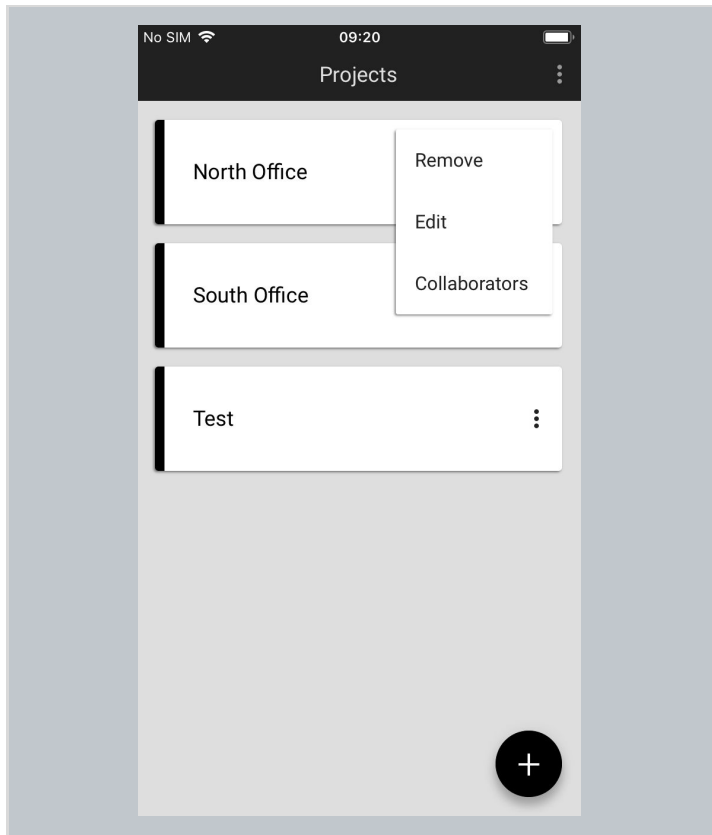 No SIM 09:20
Projects
North Office
Remove
Edit
Collaborators
South Office
Test